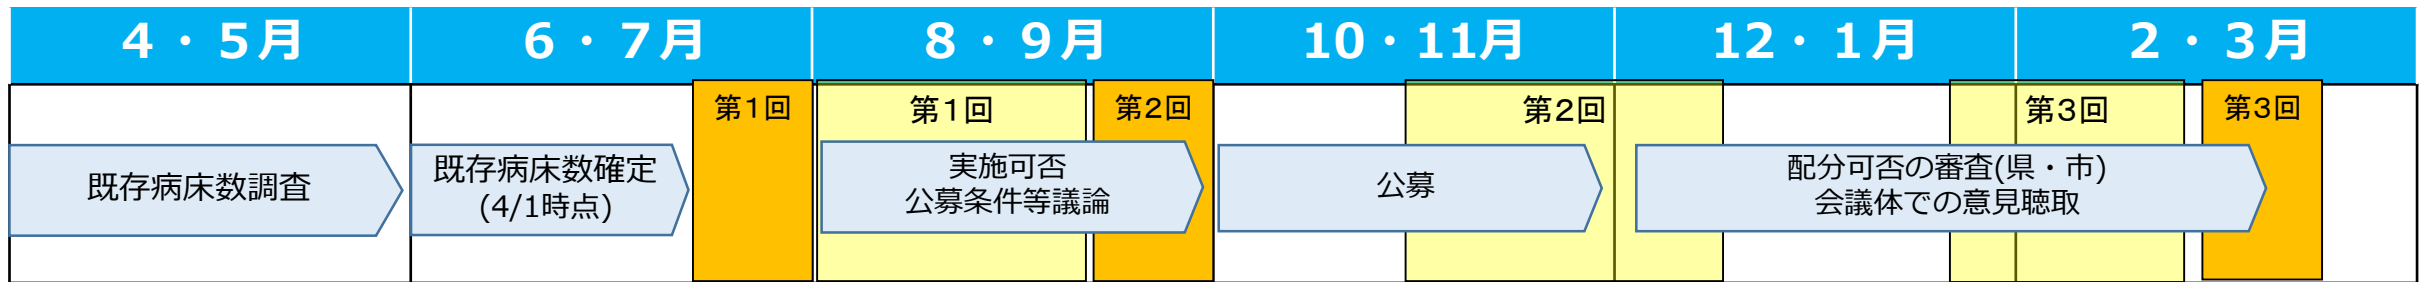 ４・５月
６・７月
８・９月
10・11月
12・１月
２・３月
第１回
第１回
第２回
第２回
第３回
第３回
既存病床数調査
既存病床数確定
(4/1時点)
実施可否
公募条件等議論
公募
配分可否の審査(県・市)
会議体での意見聴取